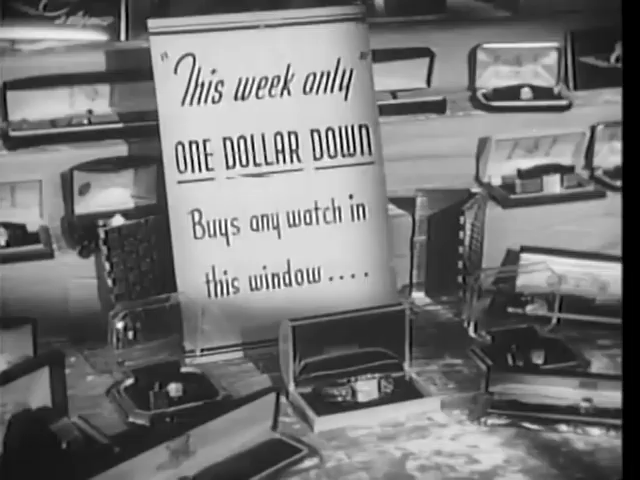 "This week only"
ONE DOLLAR DOWN
Buys any watch in
this window....